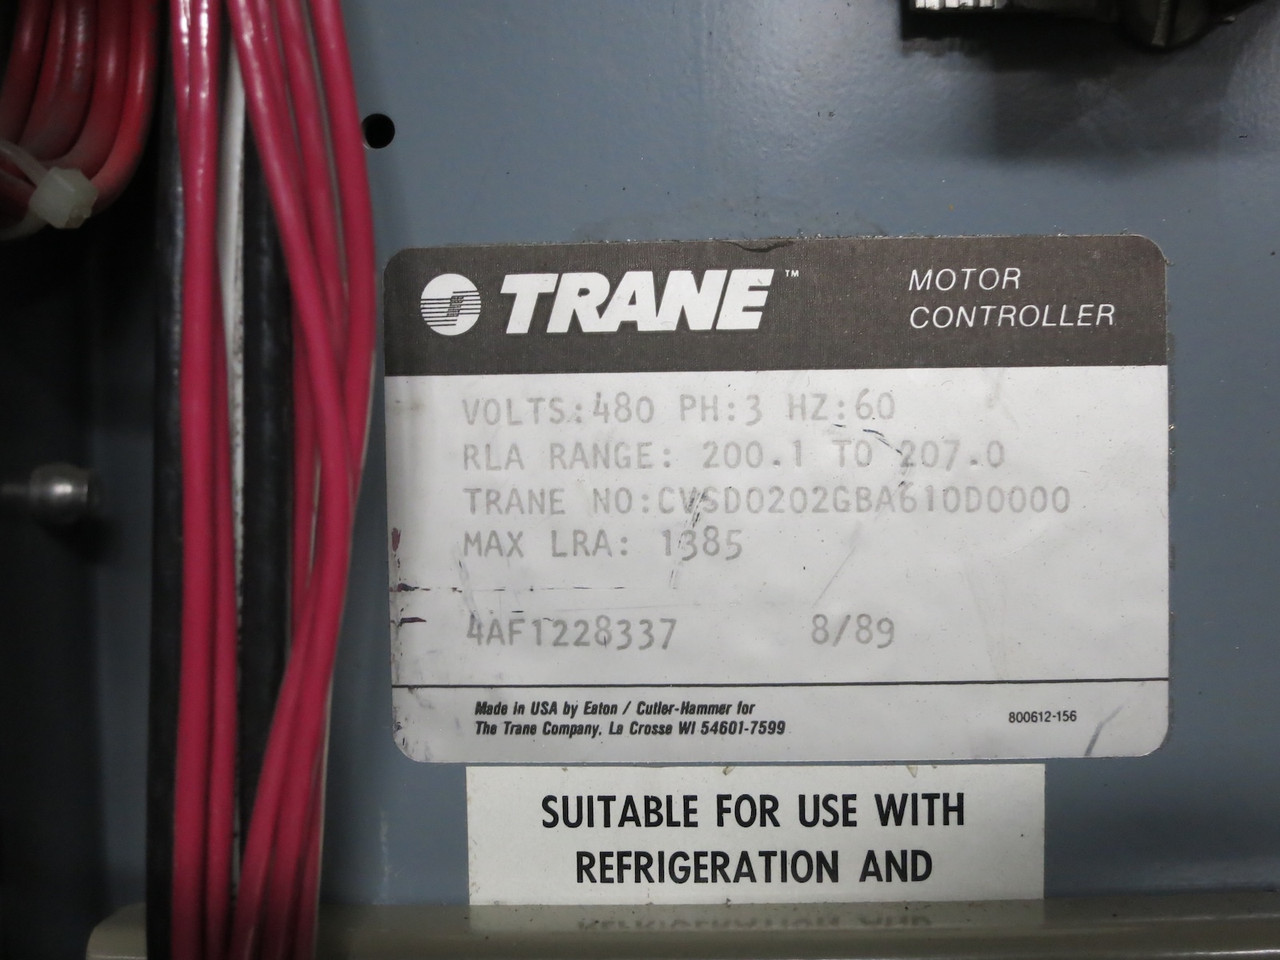 TRANE™
MOTOR
CONTROLLER
VOLTS:480 PH:3 HZ:60
RLA RANGE: 200.1 TO 207.0
TRANE NO:CVSD0202GBA610D0000
MAX LRA: 1385
4AF1228337 8/89
Made in USA by Eaton / Cutler-Hammer for
The Trane Company, La Crosse WI 54601-7599
800612-156
SUITABLE FOR USE WITH
REFRIGERATION AND